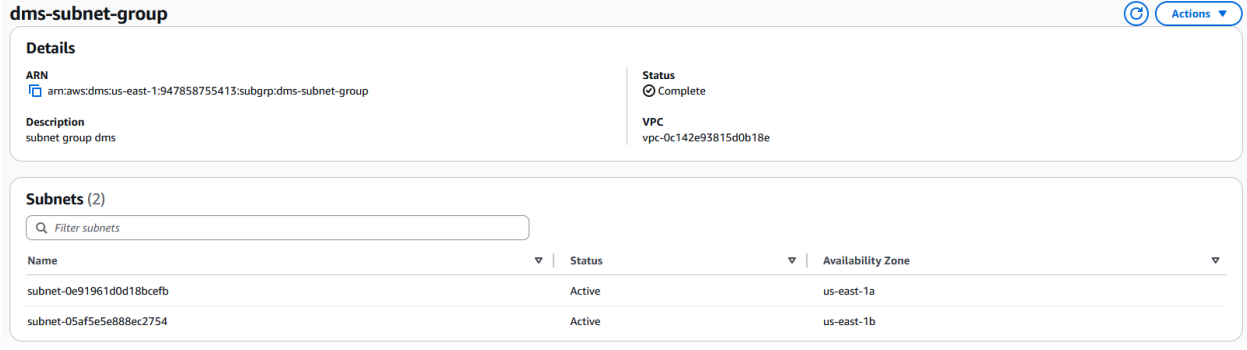 dms-subnet-group
Actions
Details
ARN
arn:aws:dms:us-east-1:947858755413:subgrp:dms-subnet-group
Status
Complete
Description
subnet group dms
VPC
vpc-0c142e93815d0b18e
Subnets (2)
Filter subnets
Name Status Availability Zone
subnet-0e91961d0d18bcefb Active us-east-1a
subnet-05af5e5e888ec2754 Active us-east-1b